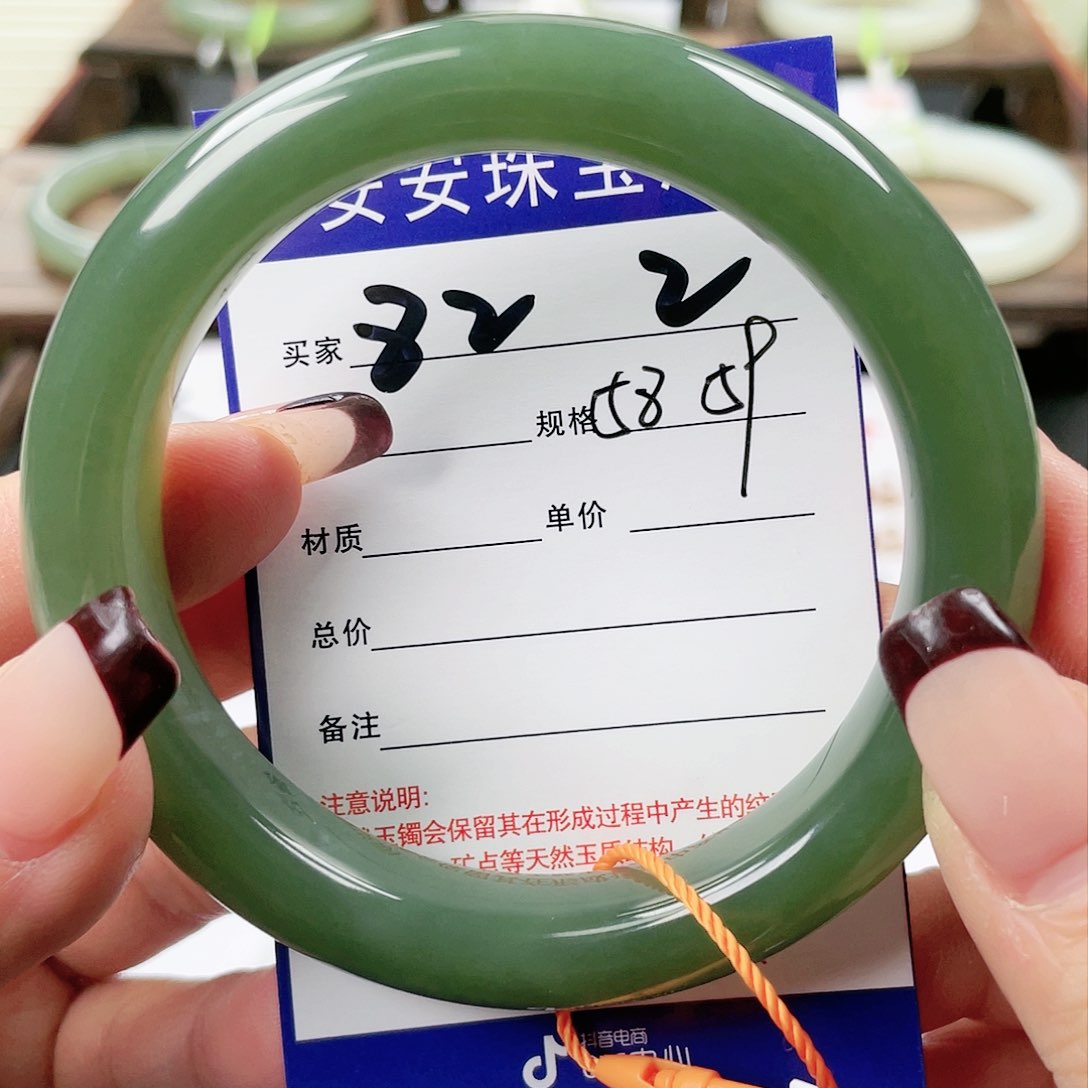 安安珠宝
买家 82 2
规格 58 59
材质 单价
总价
备注
注意说明:
玉镯会保留其在形成过程中产生的纹
矿点等天然玉质结构
抖音电商